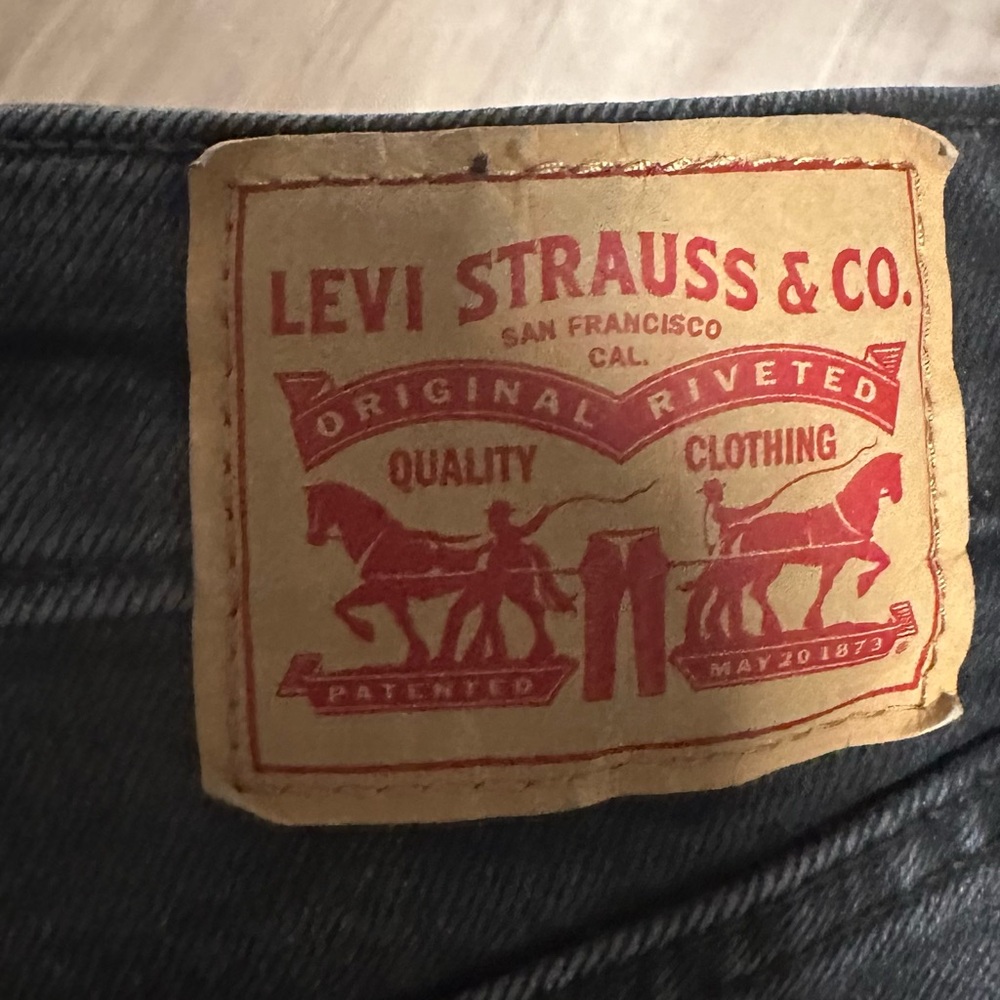 LEVI STRAUSS & CO.
SAN FRANCISCO
CAL.
ORIGINAL RIVETED
QUALITY CLOTHING
PATENTED MAY 20 1873